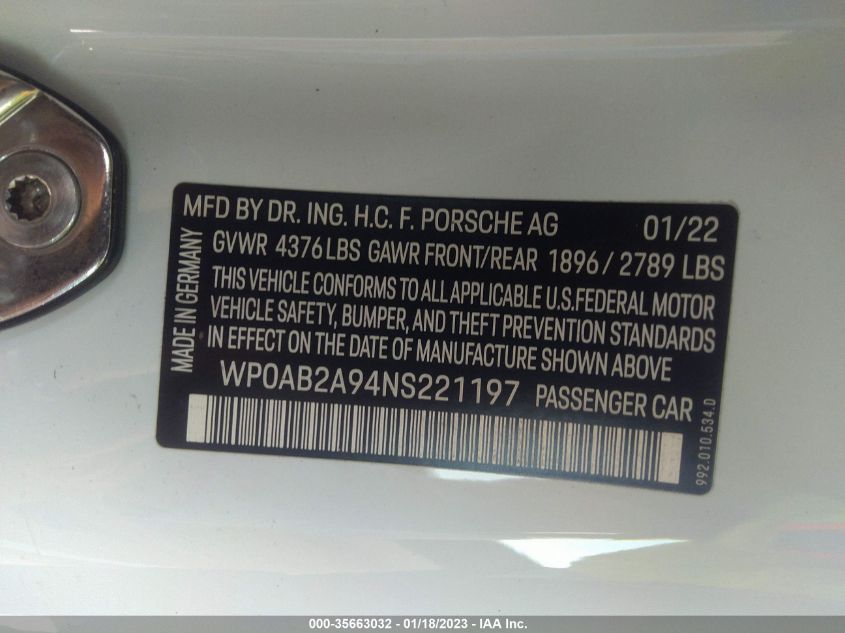 MFD BY DR. ING. H.C. F. PORSCHE AG 01/22
GVWR 4376 LBS GAWR FRONT/REAR 1896 / 2789 LBS
THIS VEHICLE CONFORMS TO ALL APPLICABLE U.S. FEDERAL MOTOR
VEHICLE SAFETY, BUMPER, AND THEFT PREVENTION STANDARDS
IN EFFECT ON THE DATE OF MANUFACTURE SHOWN ABOVE
WP0AB2A94NS221197 PASSENGER CAR
MADE IN GERMANY
992.010.534.0
000-35663032 - 01/18/2023 - IAA Inc.